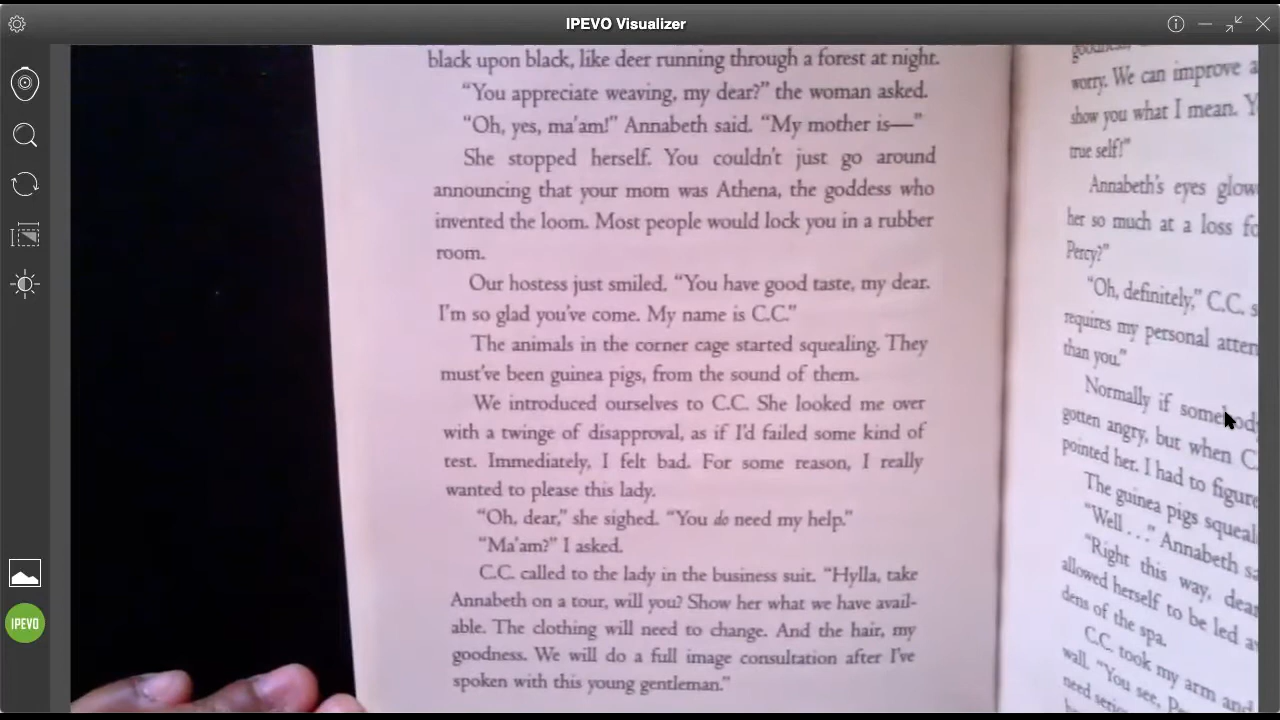 IPEVO Visualizer
black upon black, like deer running through a forest at night.
“You appreciate weaving, my dear?” the woman asked.
“Oh, yes, ma’am!” Annabeth said. “My mother is—”
She stopped herself. You couldn’t just go around
announcing that your mom was Athena, the goddess who
invented the loom. Most people would lock you in a rubber
room.
Our hostess just smiled. “You have good taste, my dear.
I’m so glad you’ve come. My name is C.C.”
The animals in the corner cage started squealing. They
must’ve been guinea pigs, from the sound of them.
We introduced ourselves to C.C. She looked me over
with a twinge of disapproval, as if I’d failed some kind of
test. Immediately, I felt bad. For some reason, I really
wanted to please this lady.
“Oh, dear,” she sighed. “You do need my help.”
“Ma’am?” I asked.
C.C. called to the lady in the business suit. “Hylla, take
Annabeth on a tour, will you? Show her what we have avail-
able. The clothing will need to change. And the hair, my
goodness. We will do a full image consultation after I’ve
spoken with this young gentleman.”
worry. We can improve
show you what I mean.
true self!”
Annabeth’s eyes
her so much at a loss
Percy?”
“Oh, definitely,” C.C.
requires my personal
than you.”
Normally if
gotten angry, but when
pointed her. I had to figure
The guinea pigs
“Well . . .” Annabeth
“Right this way,
allowed herself to be led
dens of the spa.
C.C. took my arm and
wall. “You see,
need
IPEVO